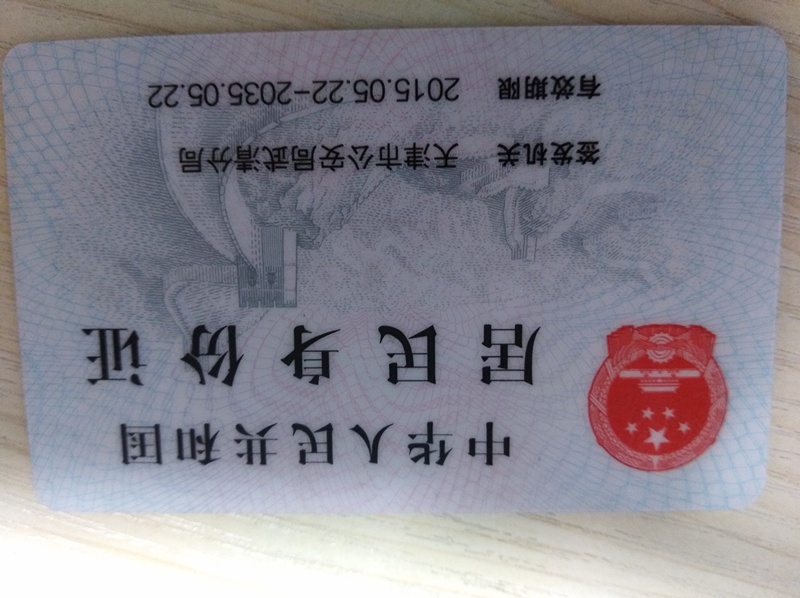 中华人民共和国
居民身份证
签发机关 天津市公安局武清分局
有效期限 2015.05.22-2035.05.22